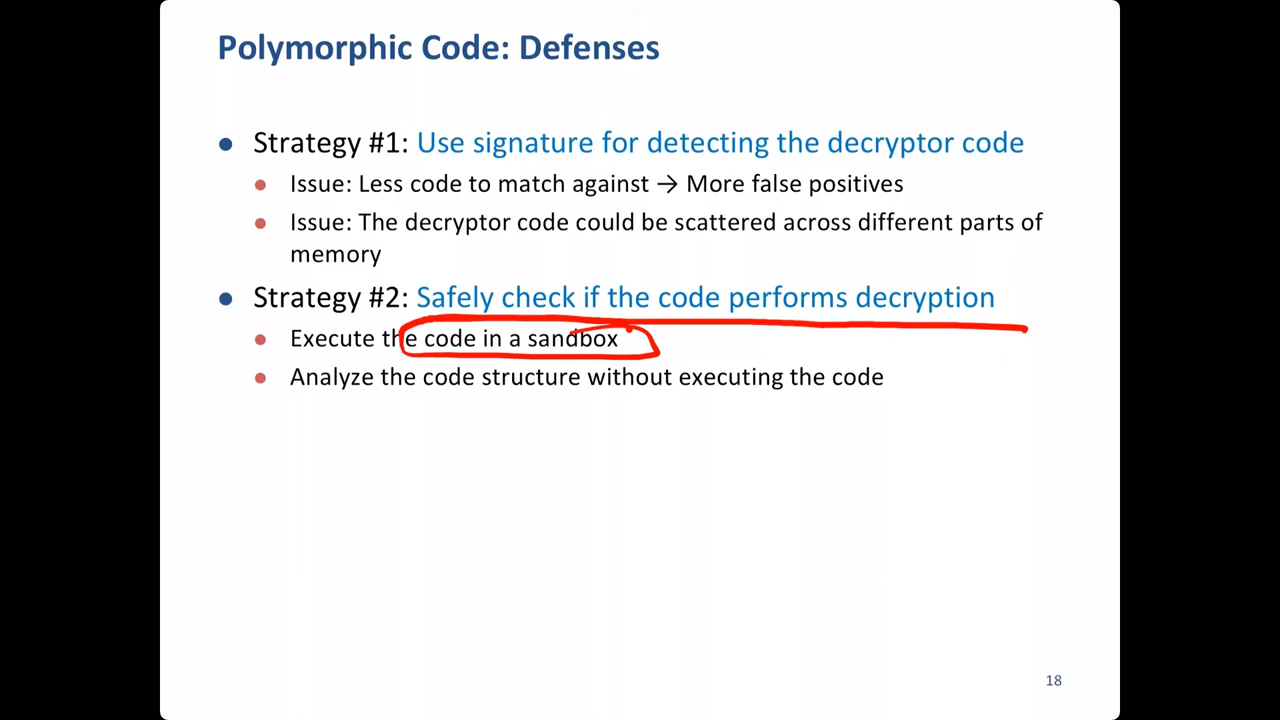 Polymorphic Code: Defenses
● Strategy #1: Use signature for detecting the decryptor code
● Issue: Less code to match against → More false positives
● Issue: The decryptor code could be scattered across different parts of
memory
● Strategy #2: Safely check if the code performs decryption
● Execute the code in a sandbox
● Analyze the code structure without executing the code
18